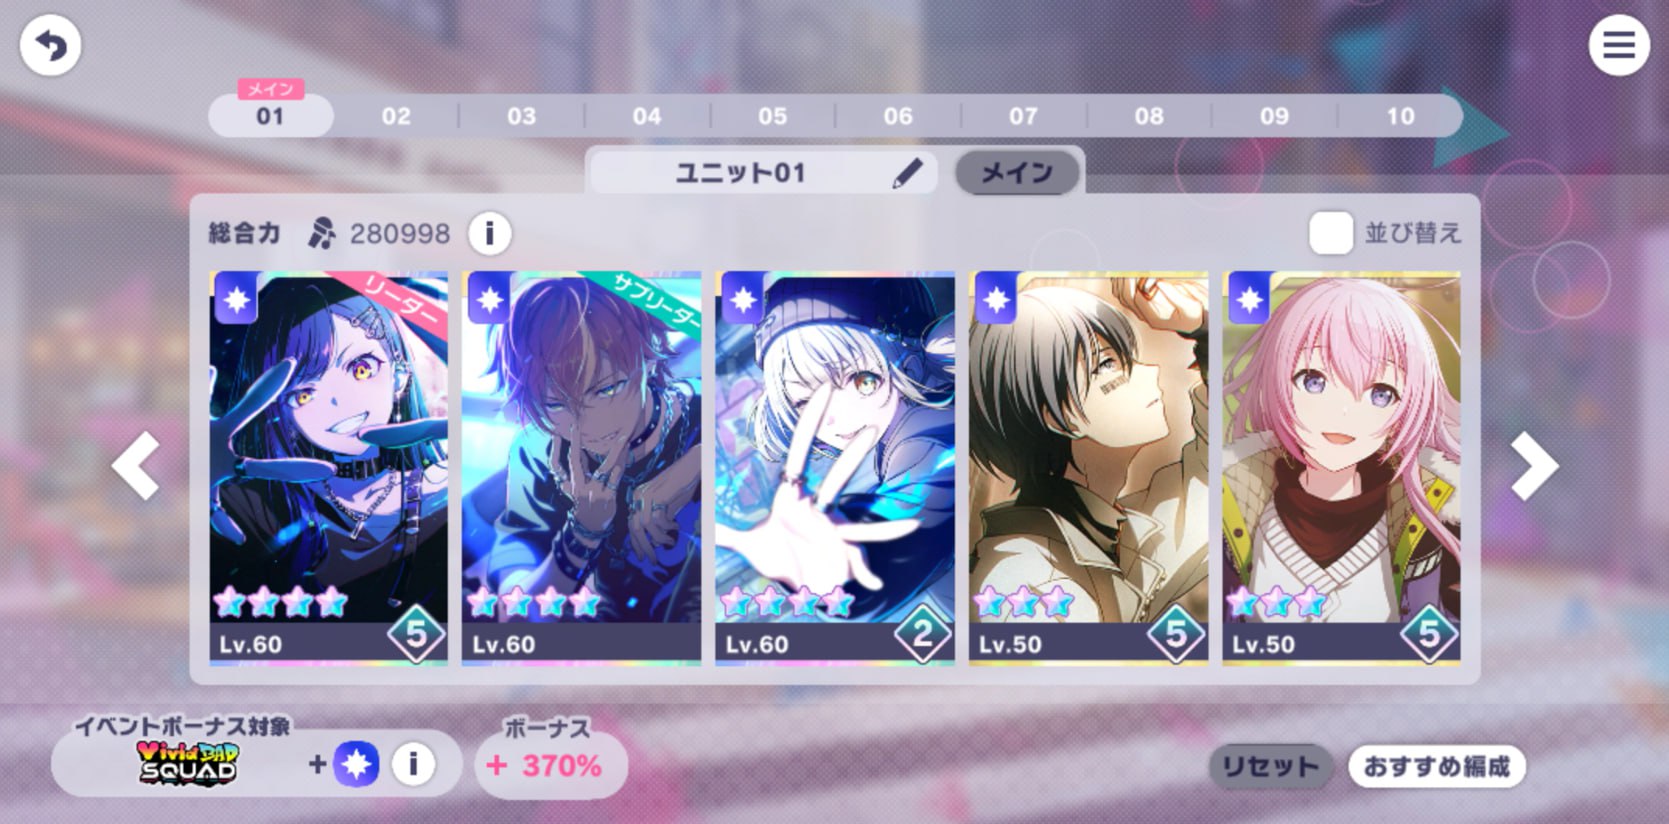 メイン
01 02 03 04 05 06 07 08 09 10
ユニット01 メイン
総合力 280998 i 並び替え
リーダー
サブリーダー
Lv.60 5
Lv.60
Lv.60 2
Lv.50 5
Lv.50 5
イベントボーナス対象
Vivid BAD SQUAD + i
ボーナス
+ 370%
リセット おすすめ編成